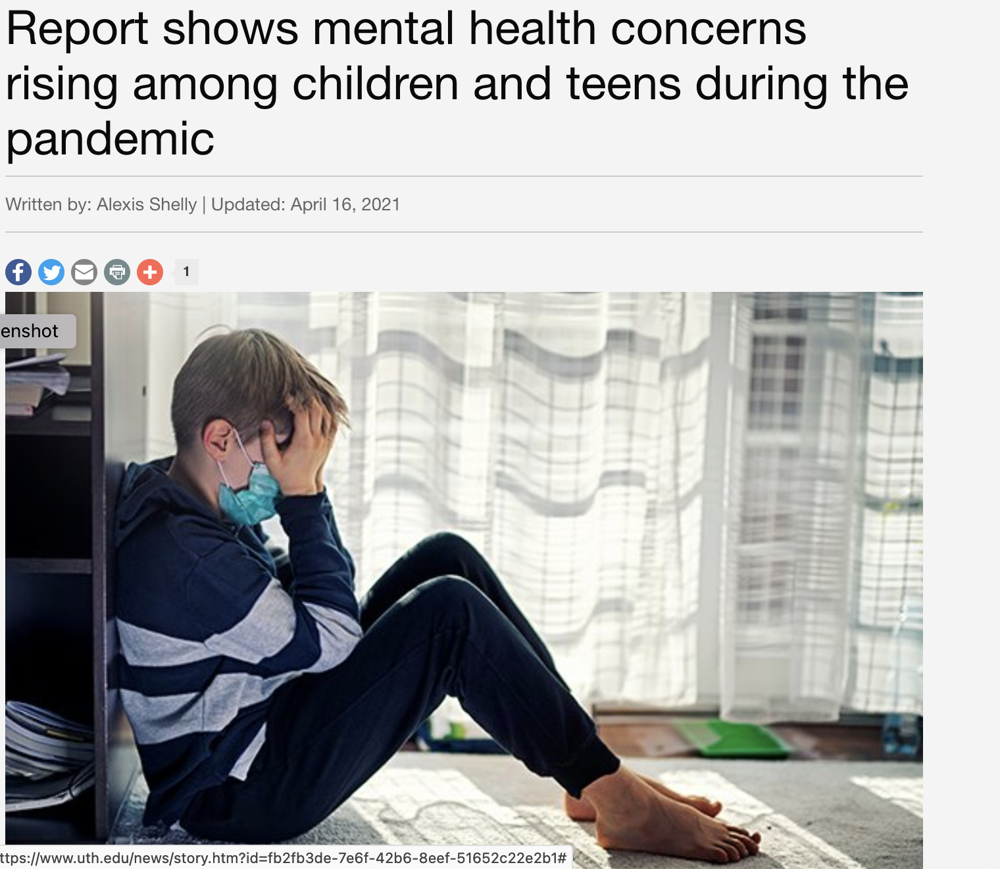 Report shows mental health concerns
rising among children and teens during the
pandemic
Written by: Alexis Shelly | Updated: April 16, 2021
1
enshot
ttps://www.uth.edu/news/story.htm?id=fb2fb3de-7e6f-42b6-8eef-51652c22e2b1#